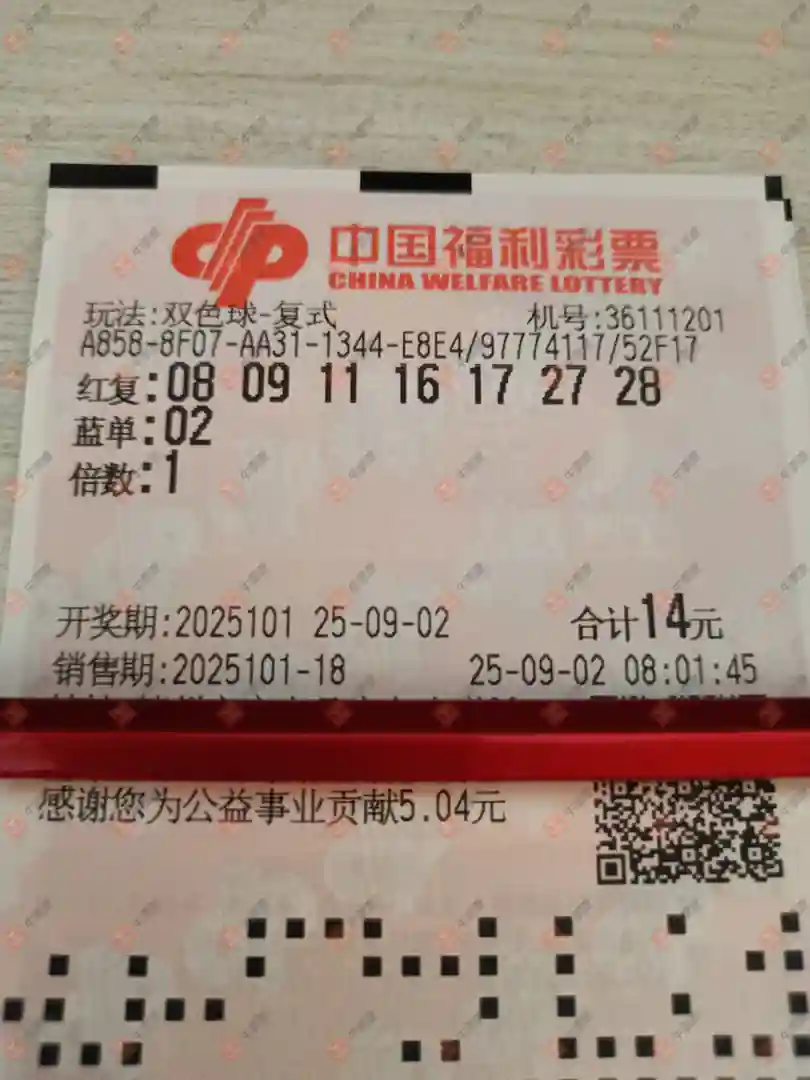 中国福利彩票
CHINA WELFARE LOTTERY
玩法:双色球-复式 机号:36111201
A858-8F07-AA31-1344-E8E4/97774117/52F17
红复:08 09 11 16 17 27 28
蓝单:02
倍数:1
开奖期:2025101 25-09-02 合计14元
销售期:2025101-18 25-09-02 08:01:45
感谢您为公益事业贡献5.04元